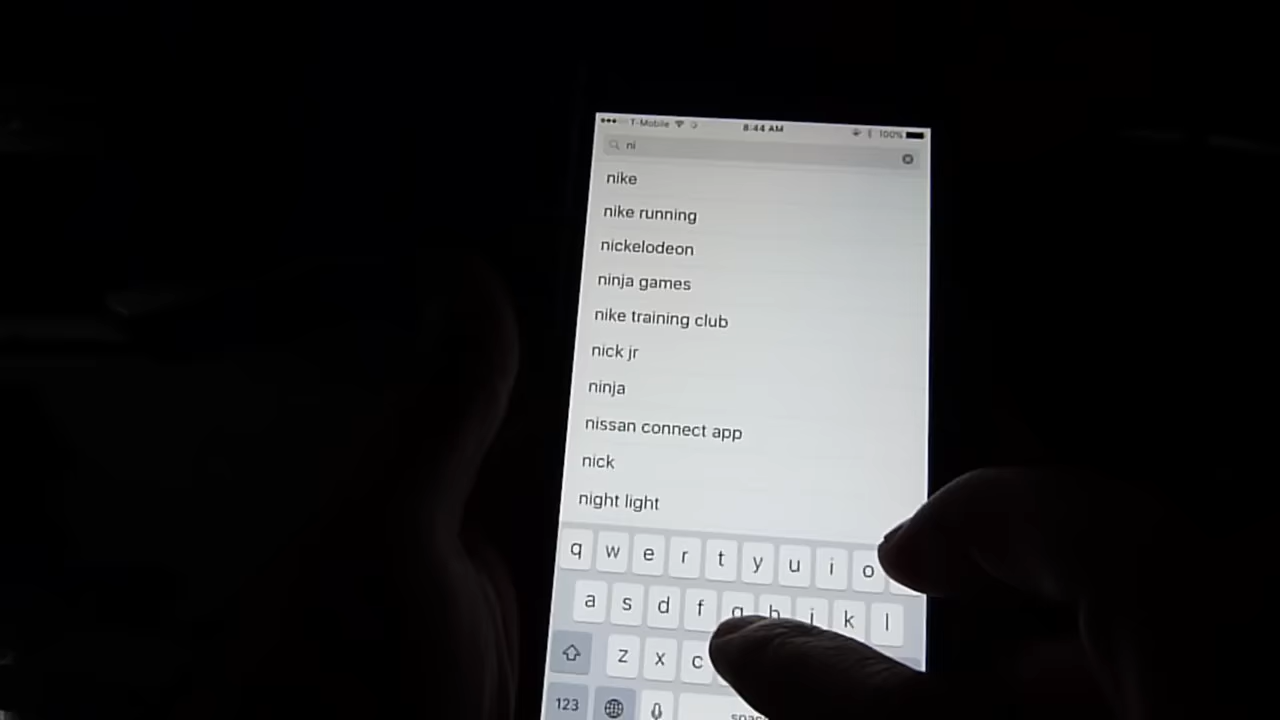 T-Mobile 8:44 AM 100%
ni
nike
nike running
nickelodeon
ninja games
nike training club
nick jr
ninja
nissan connect app
nick
night light
q w e r t y u i o
a s d f g h j k l
z x c
123